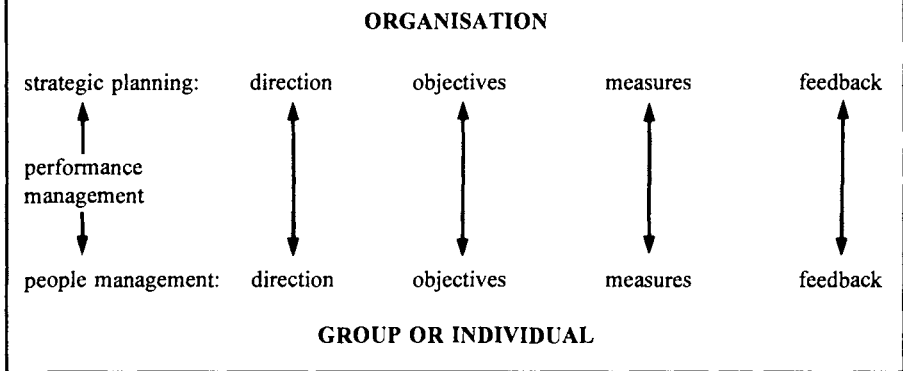 ORGANISATION
strategic planning: direction objectives measures feedback
performance
management
people management: direction objectives measures feedback
GROUP OR INDIVIDUAL